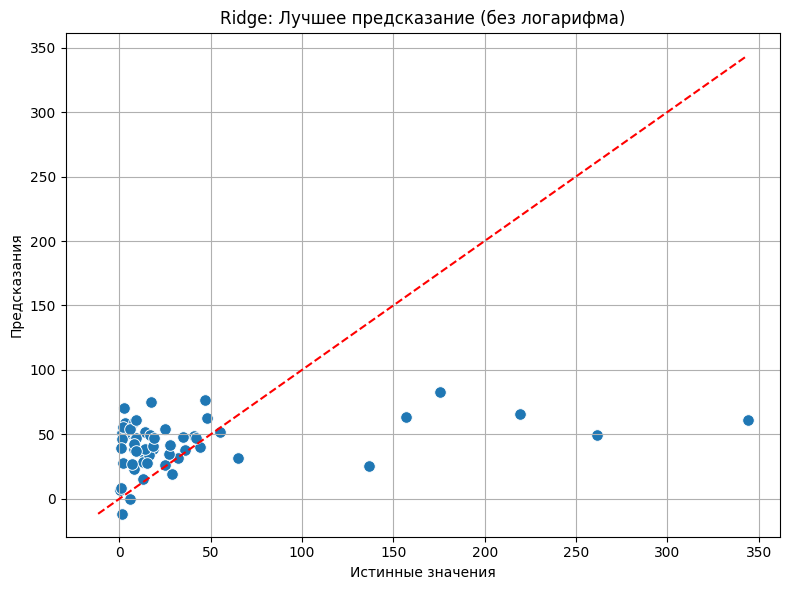 Ridge: Лучшее предсказание (без логарифма)
350
300
250
200
150
100
50
0
Предсказания
0 50 100 150 200 250 300 350
Истинные значения